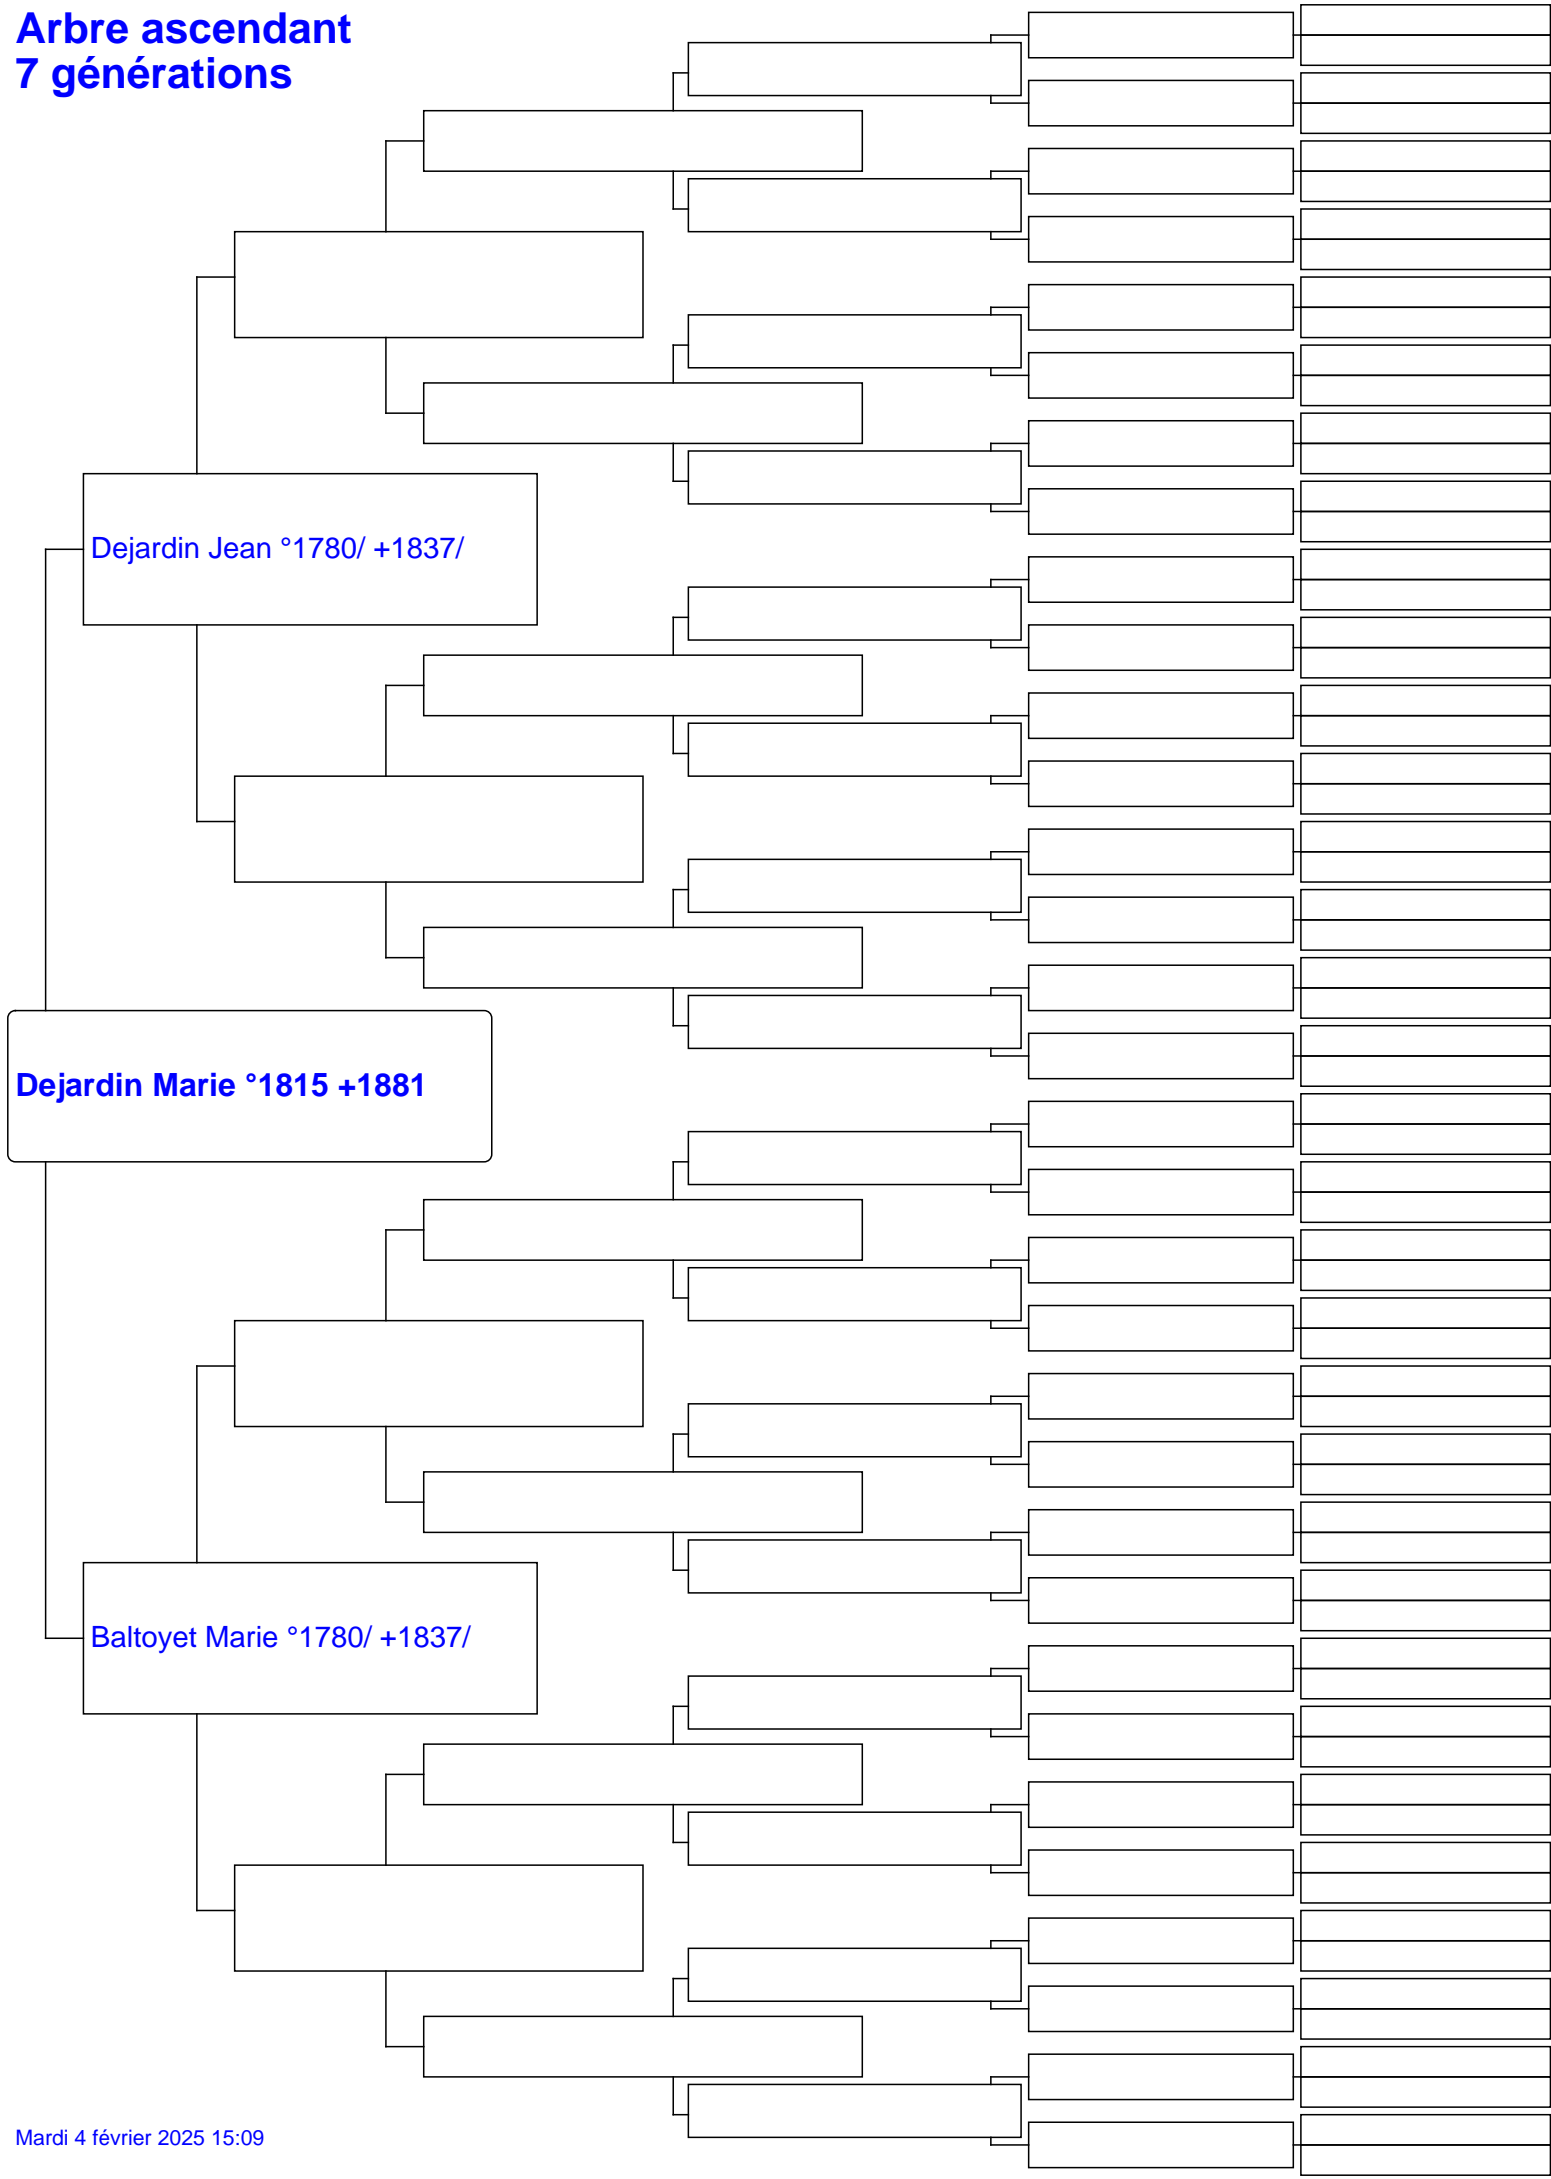 Arbre ascendant
7 générations
Dejardin Jean °1780/ +1837/
Dejardin Marie °1815 +1881
Baltoyet Marie °1780/ +1837/
Mardi 4 février 2025 15:09